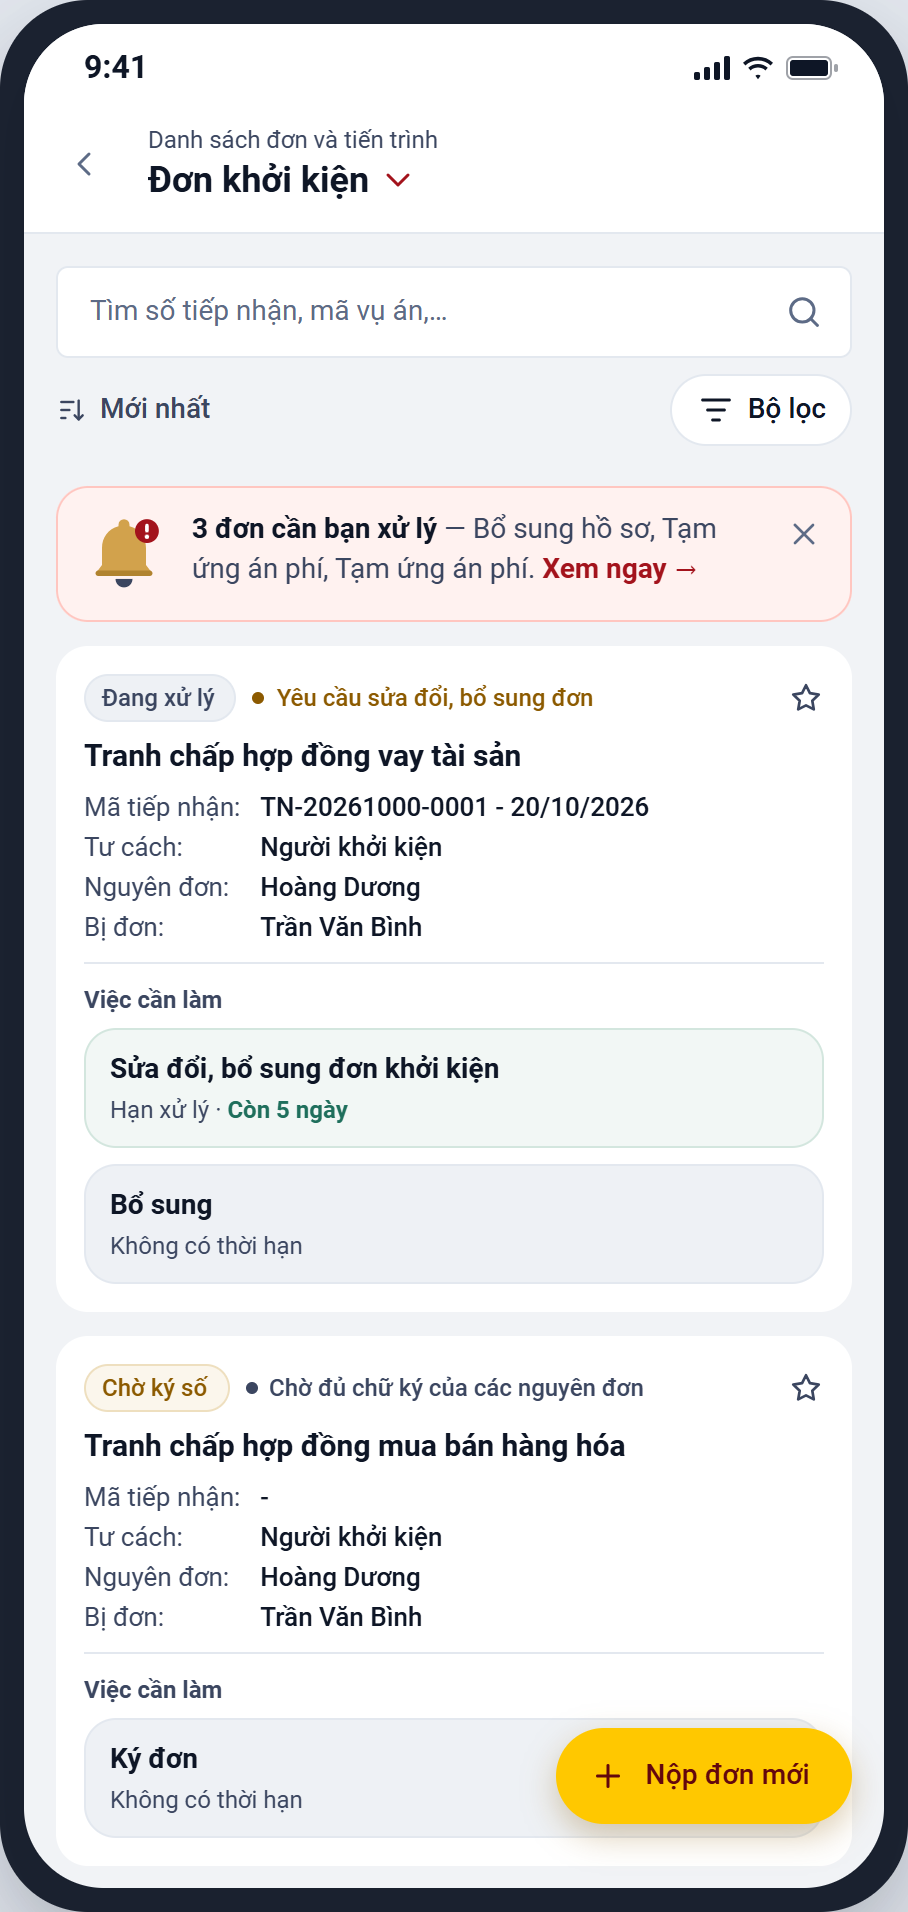 9:41
Danh sách đơn và tiến trình
Đơn khởi kiện
Tìm số tiếp nhận, mã vụ án,...
Mới nhất
Bộ lọc
3 đơn cần bạn xử lý — Bổ sung hồ sơ, Tạm
ứng án phí, Tạm ứng án phí. Xem ngay →
Đang xử lý
• Yêu cầu sửa đổi, bổ sung đơn
Tranh chấp hợp đồng vay tài sản
Mã tiếp nhận: TN-20261000-0001 - 20/10/2026
Tư cách: Người khởi kiện
Nguyên đơn: Hoàng Dương
Bị đơn: Trần Văn Bình
Việc cần làm
Sửa đổi, bổ sung đơn khởi kiện
Hạn xử lý · Còn 5 ngày
Bổ sung
Không có thời hạn
Chờ ký số
• Chờ đủ chữ ký của các nguyên đơn
Tranh chấp hợp đồng mua bán hàng hóa
Mã tiếp nhận: -
Tư cách: Người khởi kiện
Nguyên đơn: Hoàng Dương
Bị đơn: Trần Văn Bình
Việc cần làm
Ký đơn
Không có thời hạn
+ Nộp đơn mới